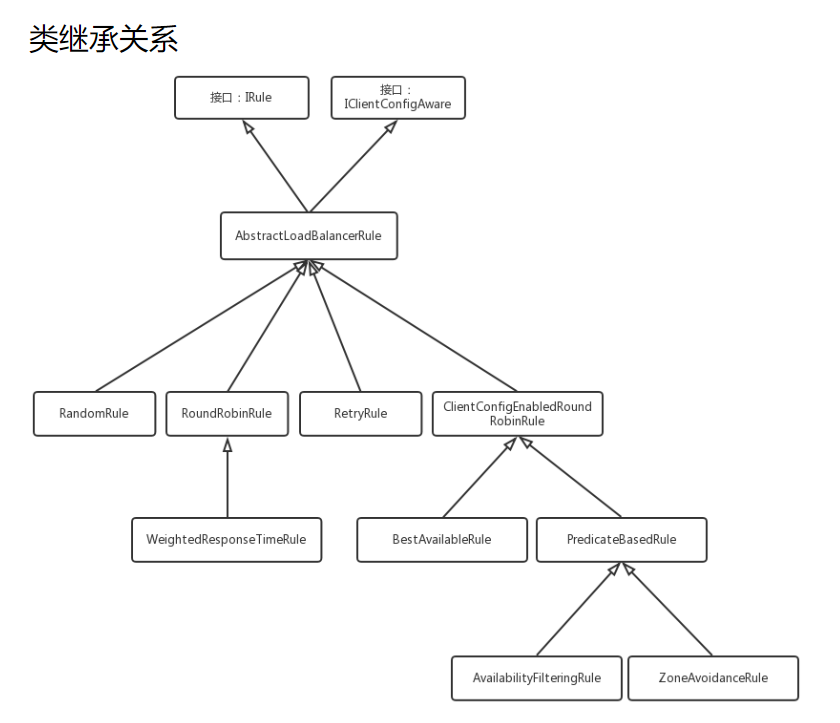 类继承关系
接口：IRule
接口：
IClientConfigAware
AbstractLoadBalancerRule
RandomRule
RoundRobinRule
RetryRule
ClientConfigEnabledRound
RobinRule
WeightedResponseTimeRule
BestAvailableRule
PredicateBasedRule
AvailabilityFilteringRule
ZoneAvoidanceRule